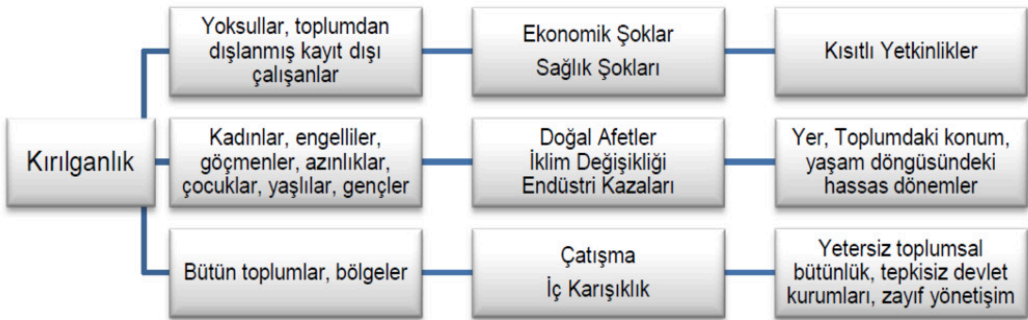 Kırılganlık
Yoksullar, toplumdan
dışlanmış kayıt dışı
çalışanlar
Ekonomik Şoklar
Sağlık Şokları
Kısıtlı Yetkinlikler
Kadınlar, engelliler,
göçmenler, azınlıklar,
çocuklar, yaşlılar, gençler
Doğal Afetler
İklim Değişikliği
Endüstri Kazaları
Yer, Toplumdaki konum,
yaşam döngüsündeki
hassas dönemler
Bütün toplumlar, bölgeler
Çatışma
İç Karışıklık
Yetersiz toplumsal
bütünlük, tepkisiz devlet
kurumları, zayıf yönetişim